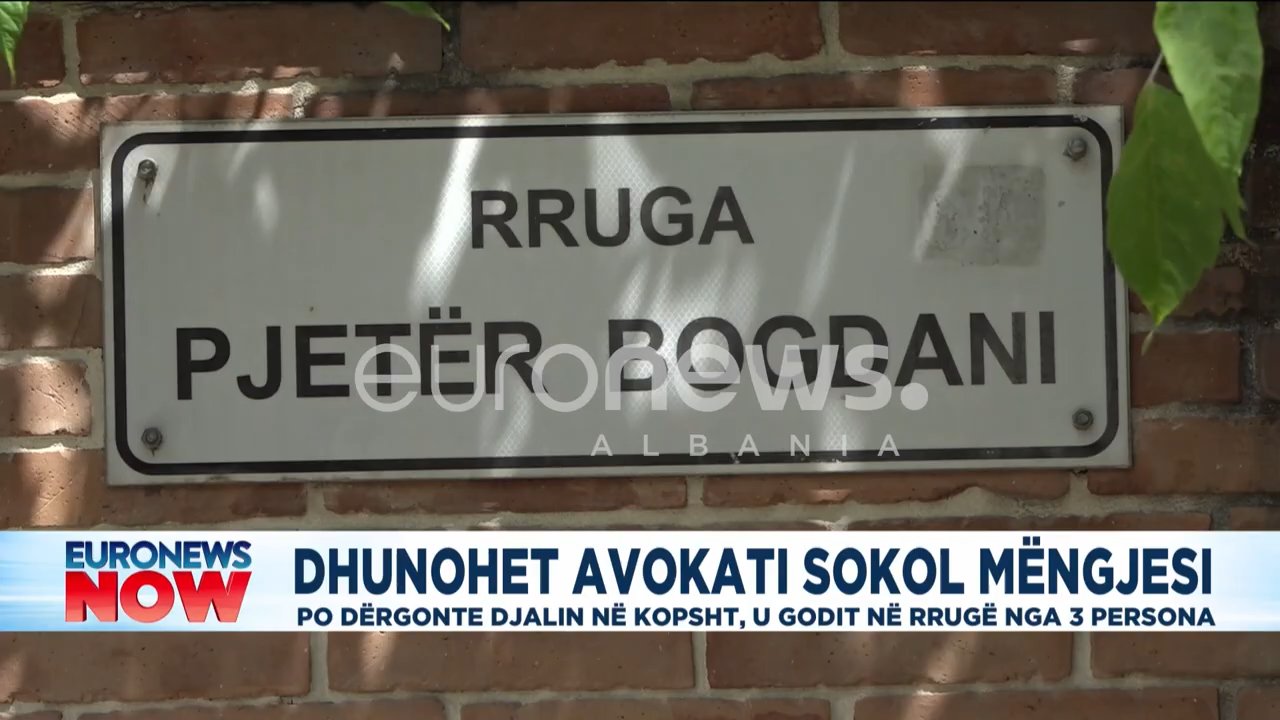 RRUGA
PJETËR BOGDANI
euronews.
ALBANIA
EURONEWS
NOW
DHUNOHET AVOKATI SOKOL MËNGJESI
PO DËRGONTE DJALIN NË KOPSHT, U GODIT NË RRUGË NGA 3 PERSONA